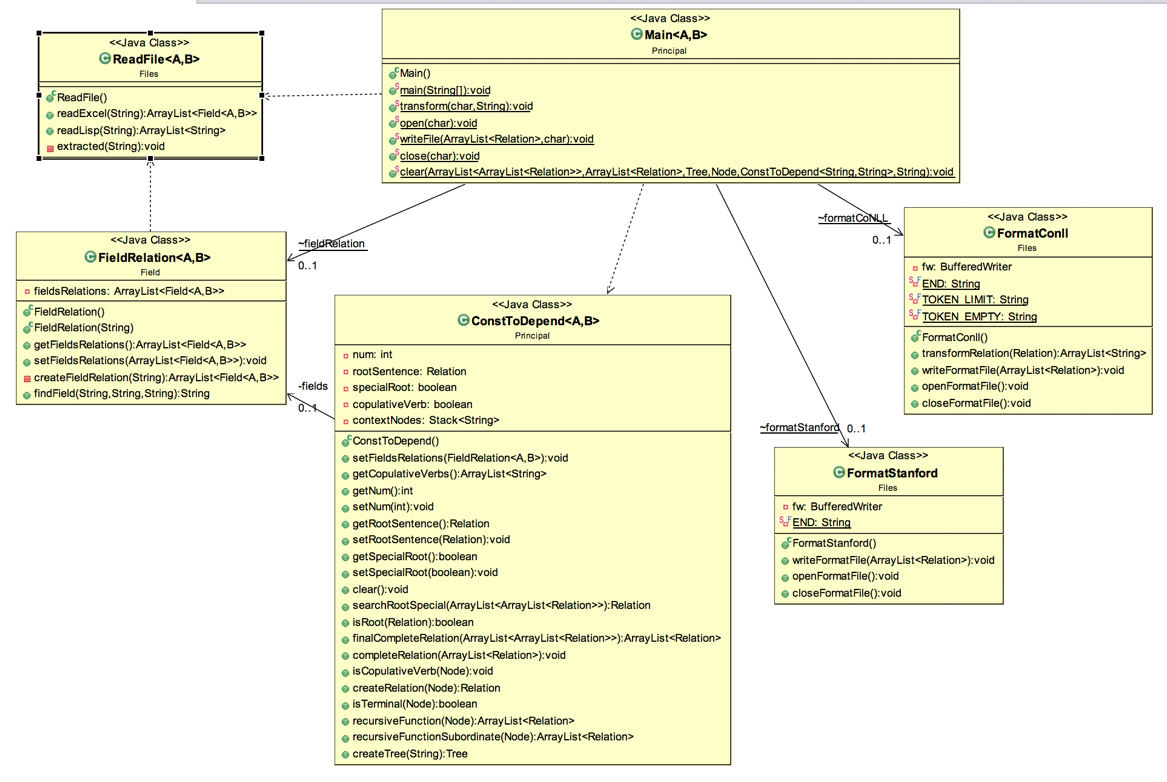 <<Java Class>>
ReadFile<A,B>
Files
ReadFile()
readExcel(String):ArrayList<Field<A,B>>
readLisp(String):ArrayList<String>
extracted(String):void
<<Java Class>>
Main<A,B>
Principal
Main()
main(String[]):void
transform(char,String):void
open(char):void
writeFile(ArrayList<Relation>,char):void
close(char):void
clear(ArrayList<ArrayList<Relation>>,ArrayList<Relation>,Tree,Node,ConstToDepend<String,String>,String):void
~fieldRelation
0..1
~formatCoNLL
0..1
<<Java Class>>
FieldRelation<A,B>
Field
fieldsRelations: ArrayList<Field<A,B>>
FieldRelation()
FieldRelation(String)
getFieldsRelations():ArrayList<Field<A,B>>
setFieldsRelations(ArrayList<Field<A,B>>):void
createFieldRelation(String):ArrayList<Field<A,B>>
findField(String,String,String):String
-fields
0..1
<<Java Class>>
ConstToDepend<A,B>
Principal
num: int
rootSentence: Relation
specialRoot: boolean
copulativeVerb: boolean
contextNodes: Stack<String>
ConstToDepend()
setFieldsRelations(FieldRelation<A,B>):void
getCopulativeVerbs():ArrayList<String>
getNum():int
setNum(int):void
getRootSentence():Relation
setRootSentence(Relation):void
getSpecialRoot():boolean
setSpecialRoot(boolean):void
clear():void
searchRootSpecial(ArrayList<ArrayList<Relation>>):Relation
isRoot(Relation):boolean
finalCompleteRelation(ArrayList<ArrayList<Relation>>):ArrayList<Relation>
completeRelation(ArrayList<Relation>):void
isCopulativeVerb(Node):void
createRelation(Node):Relation
isTerminal(Node):boolean
recursiveFunction(Node):ArrayList<Relation>
recursiveFunctionSubordinate(Node):ArrayList<Relation>
createTree(String):Tree
<<Java Class>>
FormatConll
Files
fw: BufferedWriter
END: String
TOKEN_LIMIT: String
TOKEN_EMPTY: String
FormatConll()
transformRelation(Relation):ArrayList<String>
writeFormatFile(ArrayList<Relation>):void
openFormatFile():void
closeFormatFile():void
~formatStanford
0..1
<<Java Class>>
FormatStanford
Files
fw: BufferedWriter
END: String
FormatStanford()
writeFormatFile(ArrayList<Relation>):void
openFormatFile():void
closeFormatFile():void